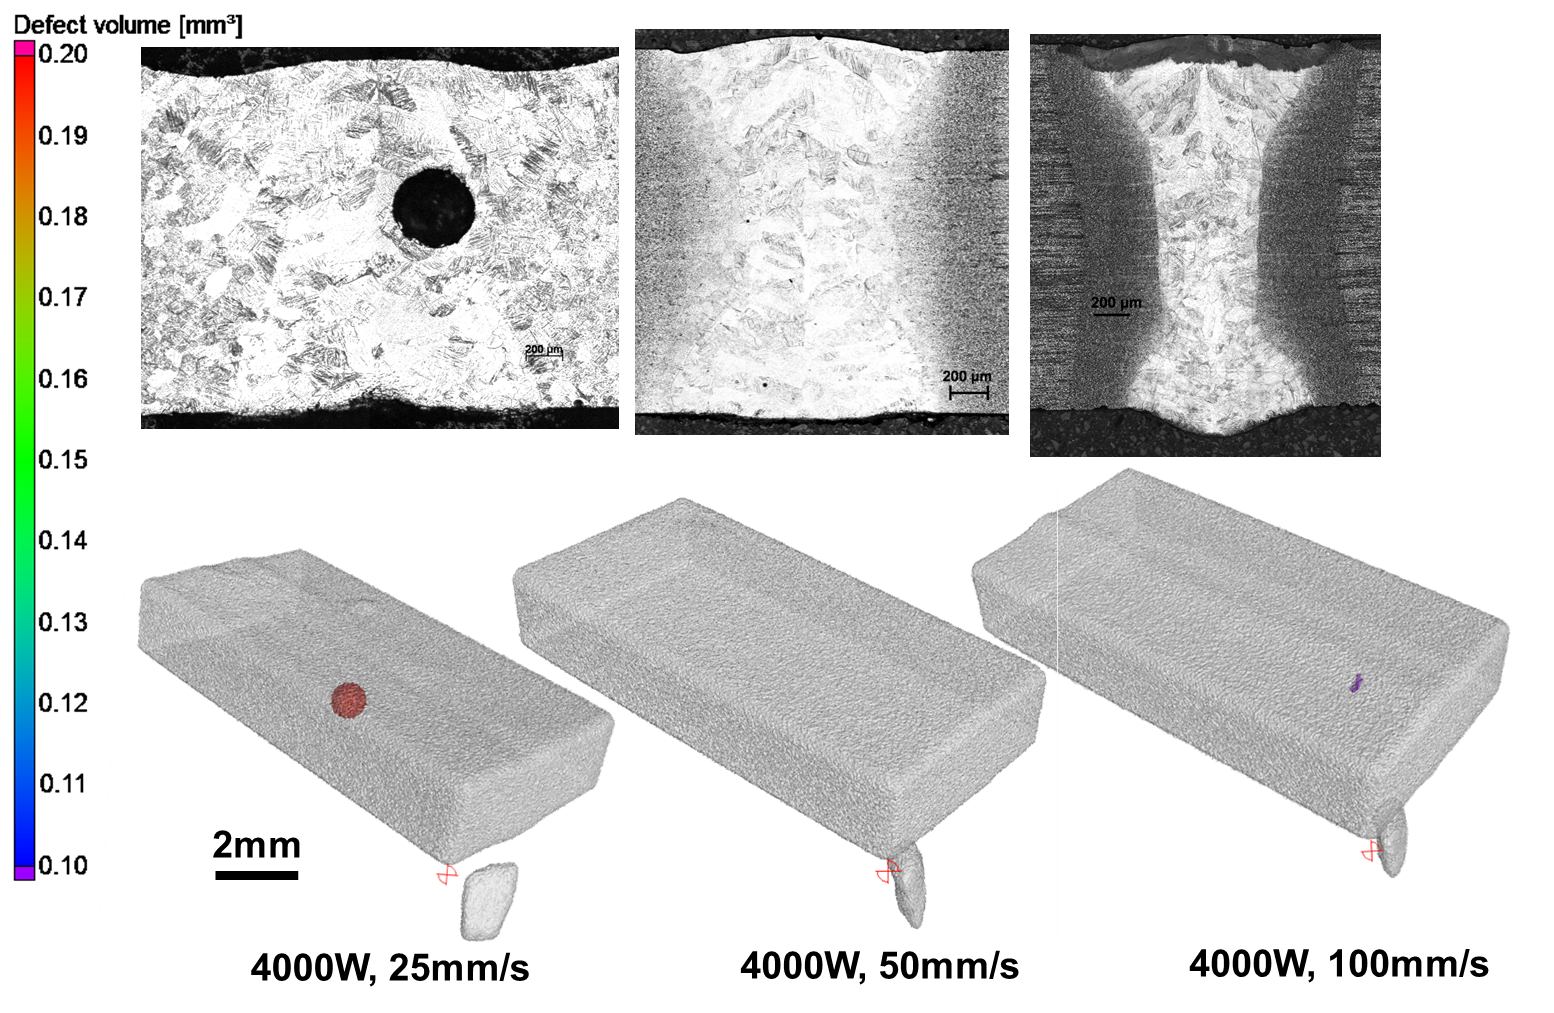 Defect volume [mm³]
0.20
0.19
0.18
0.17
0.16
0.15
0.14
0.13
0.12
0.11
0.10
200 µm
200 µm
200 µm
2mm
4000W, 25mm/s
4000W, 50mm/s
4000W, 100mm/s